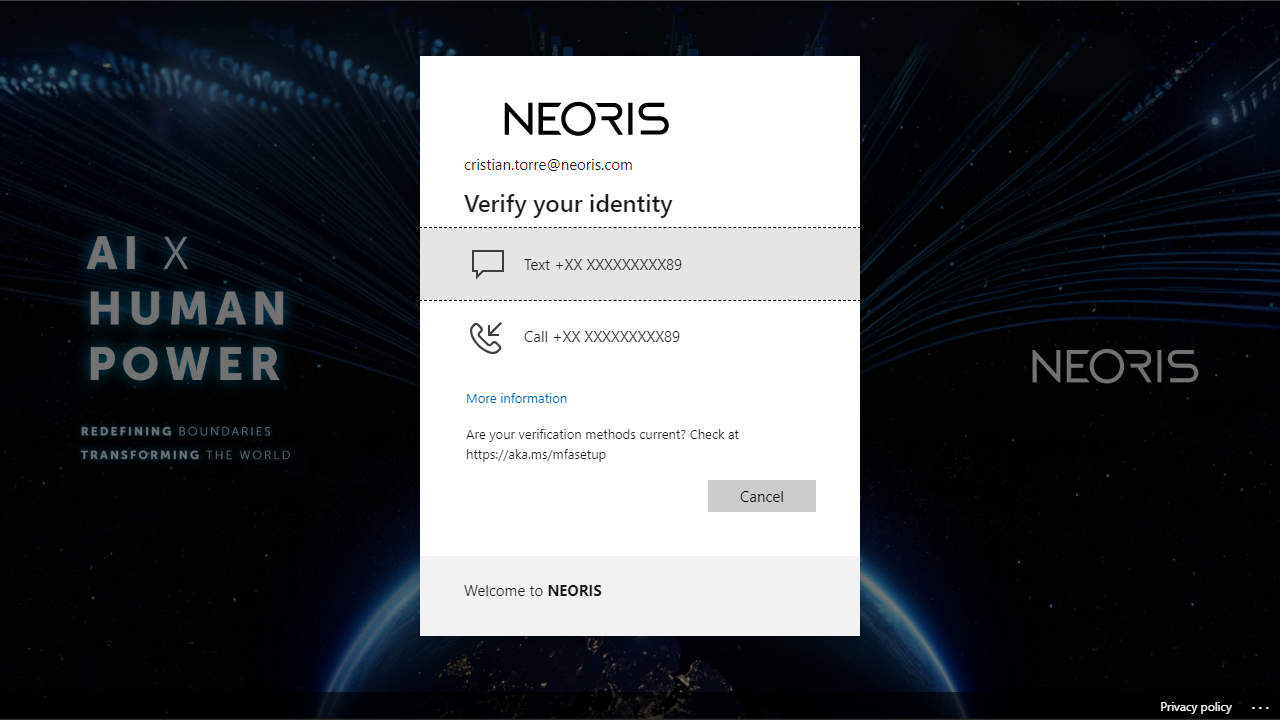 NEORIS
cristian.torre@neoris.com
Verify your identity
Text +XX XXXXXXXXX89
Call +XX XXXXXXXXX89
More information
Are your verification methods current? Check at
https://aka.ms/mfasetup
Cancel
Welcome to NEORIS
AI X
HUMAN
POWER
REDEFINING BOUNDARIES
TRANSFORMING THE WORLD
NEORIS
Privacy policy
...